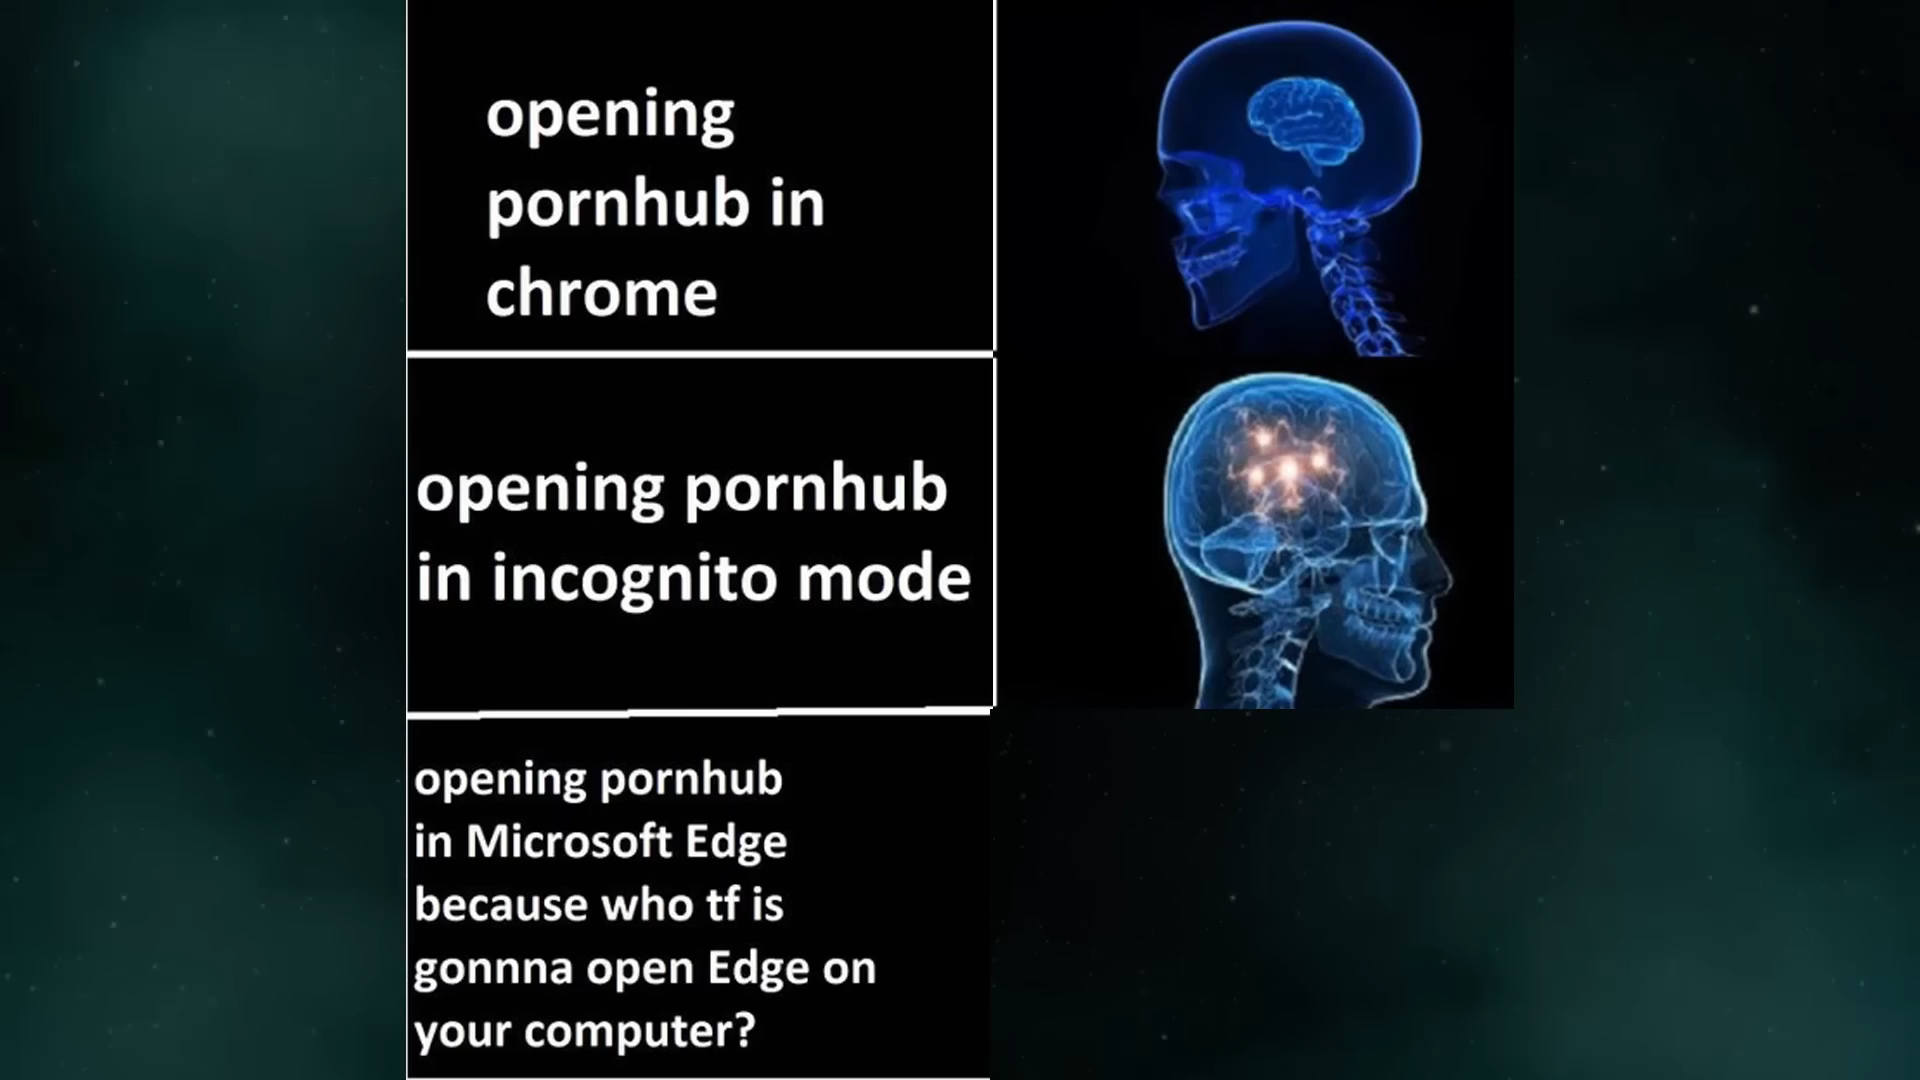 opening
pornhub in
chrome
opening pornhub
in incognito mode
opening pornhub
in Microsoft Edge
because who tf is
gonnna open Edge on
your computer?